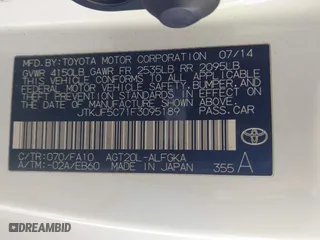 MFD.BY:TOYOTA MOTOR CORPORATION 07/14
GVWR 4150LB GAWR FR 2535LB RR 2095LB
THIS VEHICLE CONFORMS TO ALL APPLICABLE
FEDERAL MOTOR VEHICLE SAFETY, BUMPER, AND
THEFT PREVENTION STANDARDS IN EFFECT ON
THE DATE OF MANUFACTURE SHOWN ABOVE.
JTKJF5C71F3095189 PASS.CAR
C/TR:070/FA10 AGT20L-ALFGKA
A/TM:-02A/EB60 MADE IN JAPAN 355 A
TOYOTA